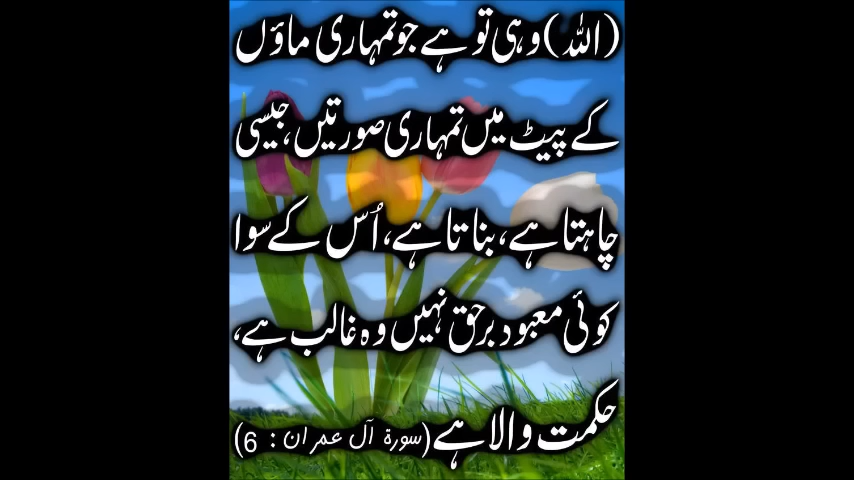 (اللہ) وہی تو ہے جو تمہاری ماؤں
کے پیٹ میں تمہاری صورتیں، جیسی
چاہتا ہے، بناتا ہے، اُس کے سوا
کوئی معبود برحق نہیں وہ غالب ہے،
حکمت والا ہے (سورۃ آل عمران: 6)